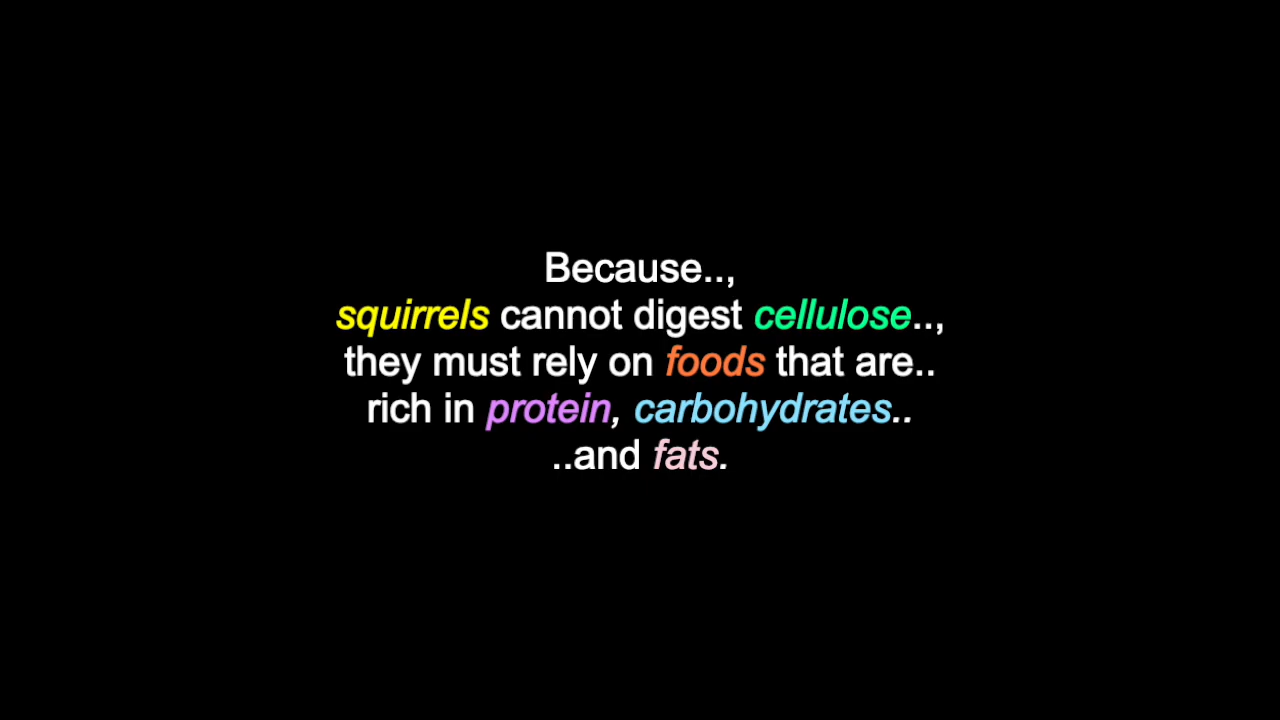 Because..,
squirrels cannot digest cellulose..,
they must rely on foods that are..
rich in protein, carbohydrates..
..and fats.